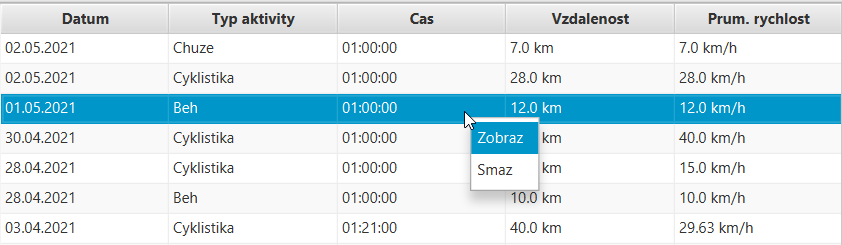 Datum Typ aktivity Cas Vzdalenost Prum. rychlost
02.05.2021 Chuze 01:00:00 7.0 km 7.0 km/h
02.05.2021 Cyklistika 01:00:00 28.0 km 28.0 km/h
01.05.2021 Beh 01:00:00 12.0 km 12.0 km/h
30.04.2021 Cyklistika 01:00:00 Zobraz km 40.0 km/h
28.04.2021 Cyklistika 01:00:00 Smaz km 15.0 km/h
28.04.2021 Beh 01:00:00 10.0 km 10.0 km/h
03.04.2021 Cyklistika 01:21:00 40.0 km 29.63 km/h